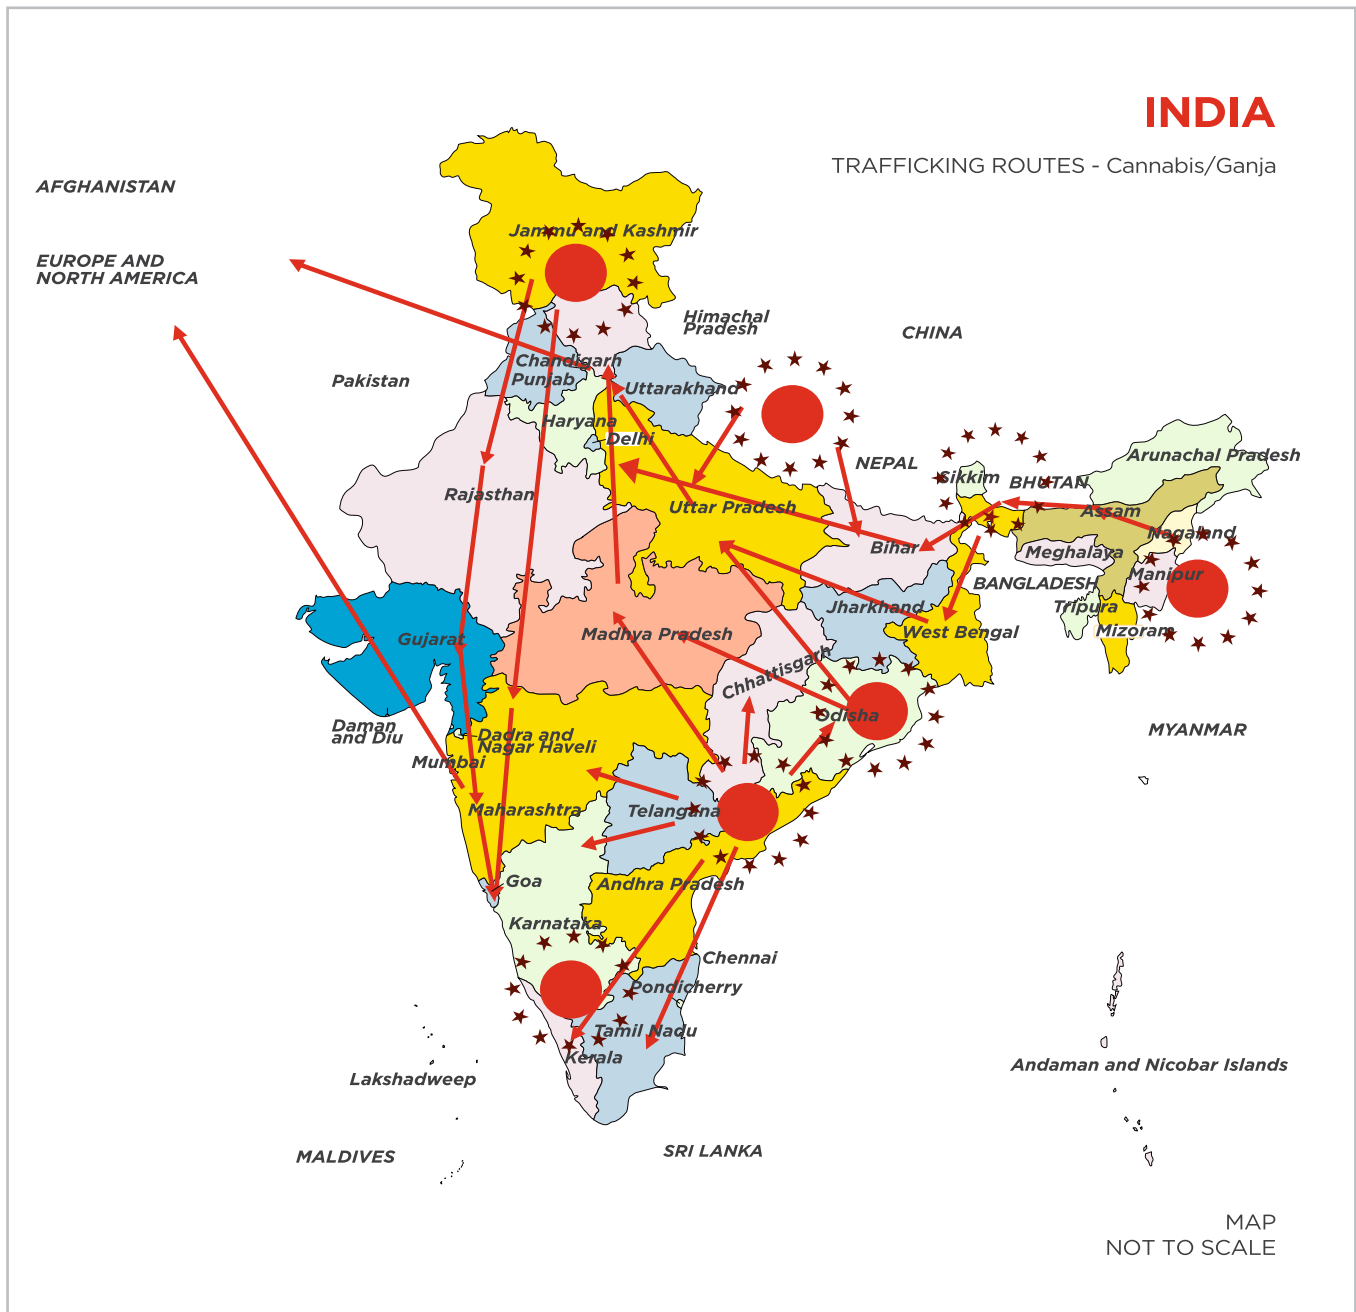 INDIA
TRAFFICKING ROUTES - Cannabis/Ganja
AFGHANISTAN
EUROPE AND
NORTH AMERICA
Jammu and Kashmir
Himachal
Pradesh
CHINA
Chandigarh
Pakistan
Punjab
Uttarakhand
Haryana
Delhi
NEPAL
Arunachal Pradesh
Sikkim
BHUTAN
Rajasthan
Uttar Pradesh
Assam
Nagaland
Bihar
Meghalaya
Manipur
BANGLADESH
Jharkhand
Tripura
Gujarat
Madhya Pradesh
West Bengal
Mizoram
Chhattisgarh
Odisha
Daman
and Diu
MYANMAR
Dadra and
Nagar Haveli
Mumbai
Maharashtra
Telangana
Goa
Andhra Pradesh
Karnataka
Chennai
Pondicherry
Tamil Nadu
Kerala
Andaman and Nicobar Islands
Lakshadweep
SRI LANKA
MALDIVES
MAP
NOT TO SCALE